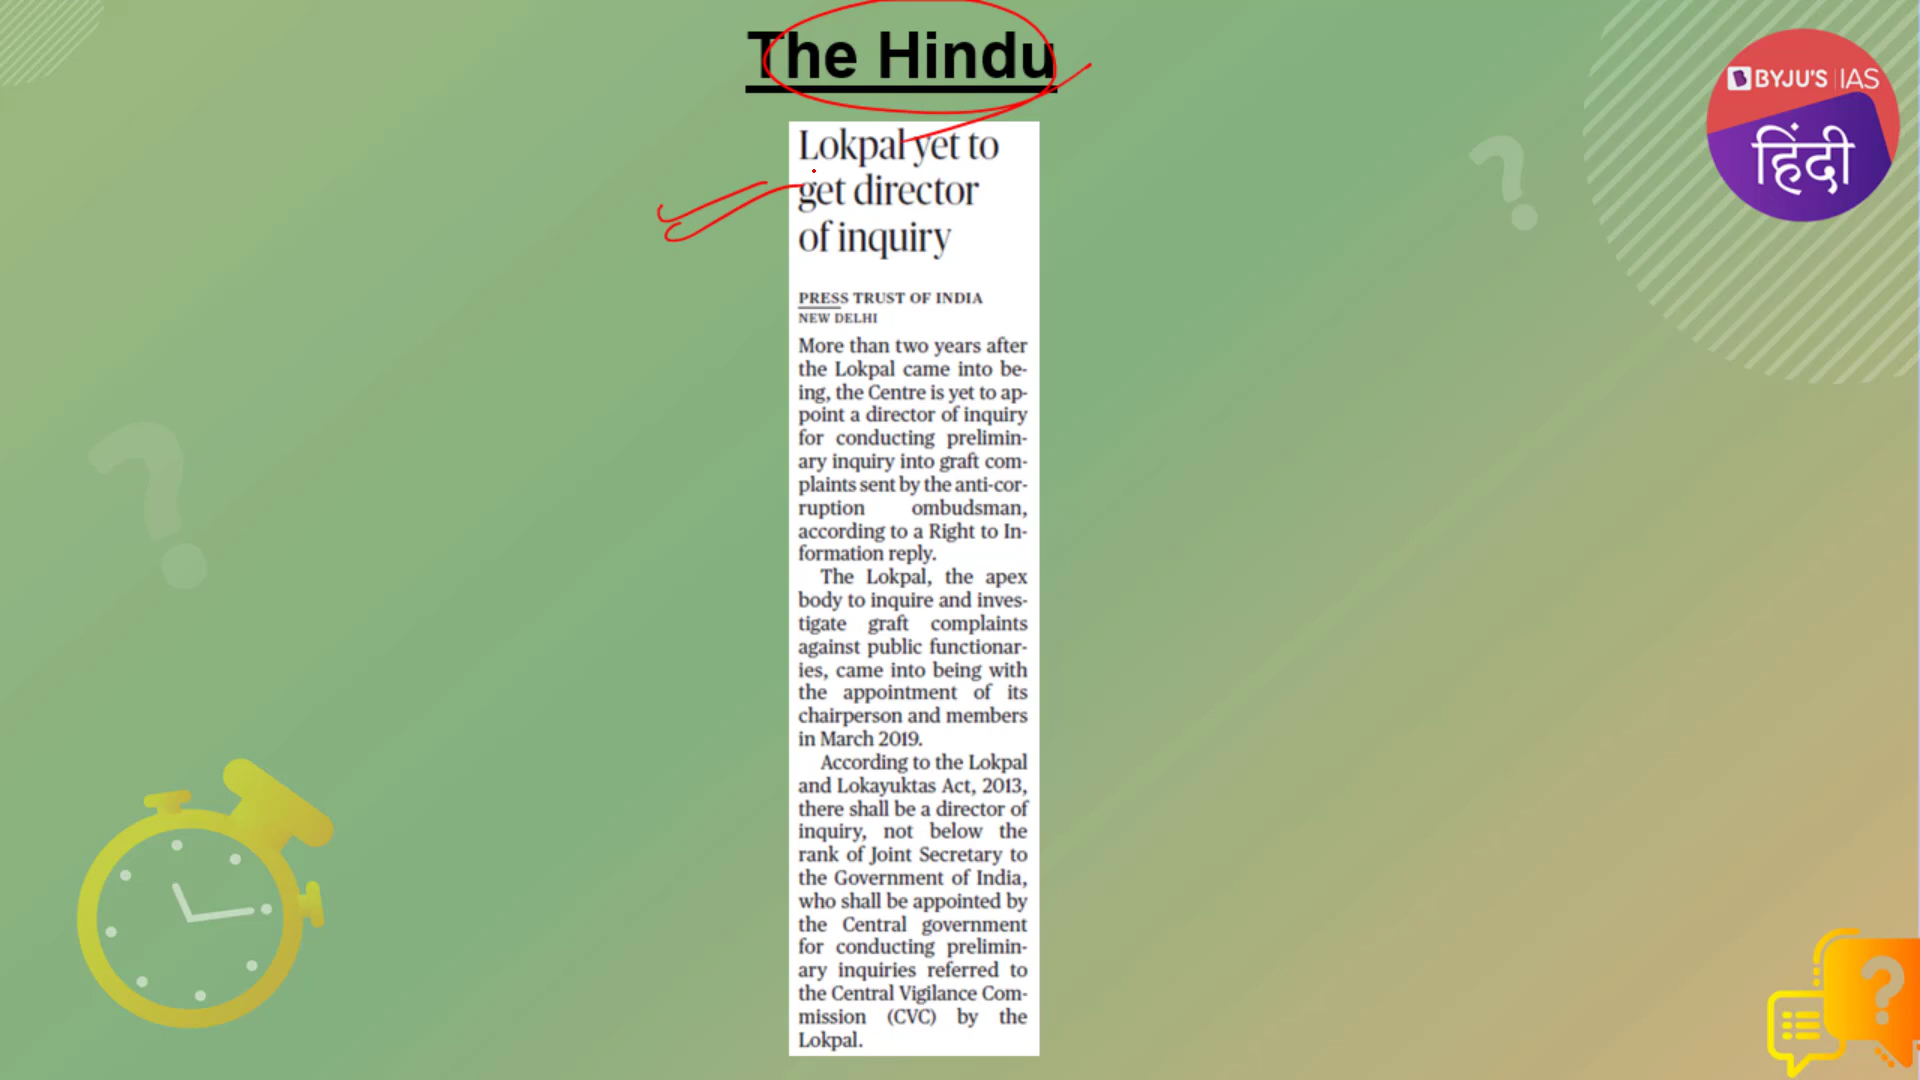 The Hindu
BYJU'S IAS
हिंदी
Lokpal yet to
get director
of inquiry
PRESS TRUST OF INDIA
NEW DELHI
More than two years after
the Lokpal came into be-
ing, the Centre is yet to ap-
point a director of inquiry
for conducting prelimin-
ary inquiry into graft com-
plaints sent by the anti-cor-
ruption ombudsman,
according to a Right to In-
formation reply.
The Lokpal, the apex
body to inquire and inves-
tigate graft complaints
against public functionar-
ies, came into being with
the appointment of its
chairperson and members
in March 2019.
According to the Lokpal
and Lokayuktas Act, 2013,
there shall be a director of
inquiry, not below the
rank of Joint Secretary to
the Government of India,
who shall be appointed by
the Central government
for conducting prelimin-
ary inquiries referred to
the Central Vigilance Com-
mission (CVC) by the
Lokpal.